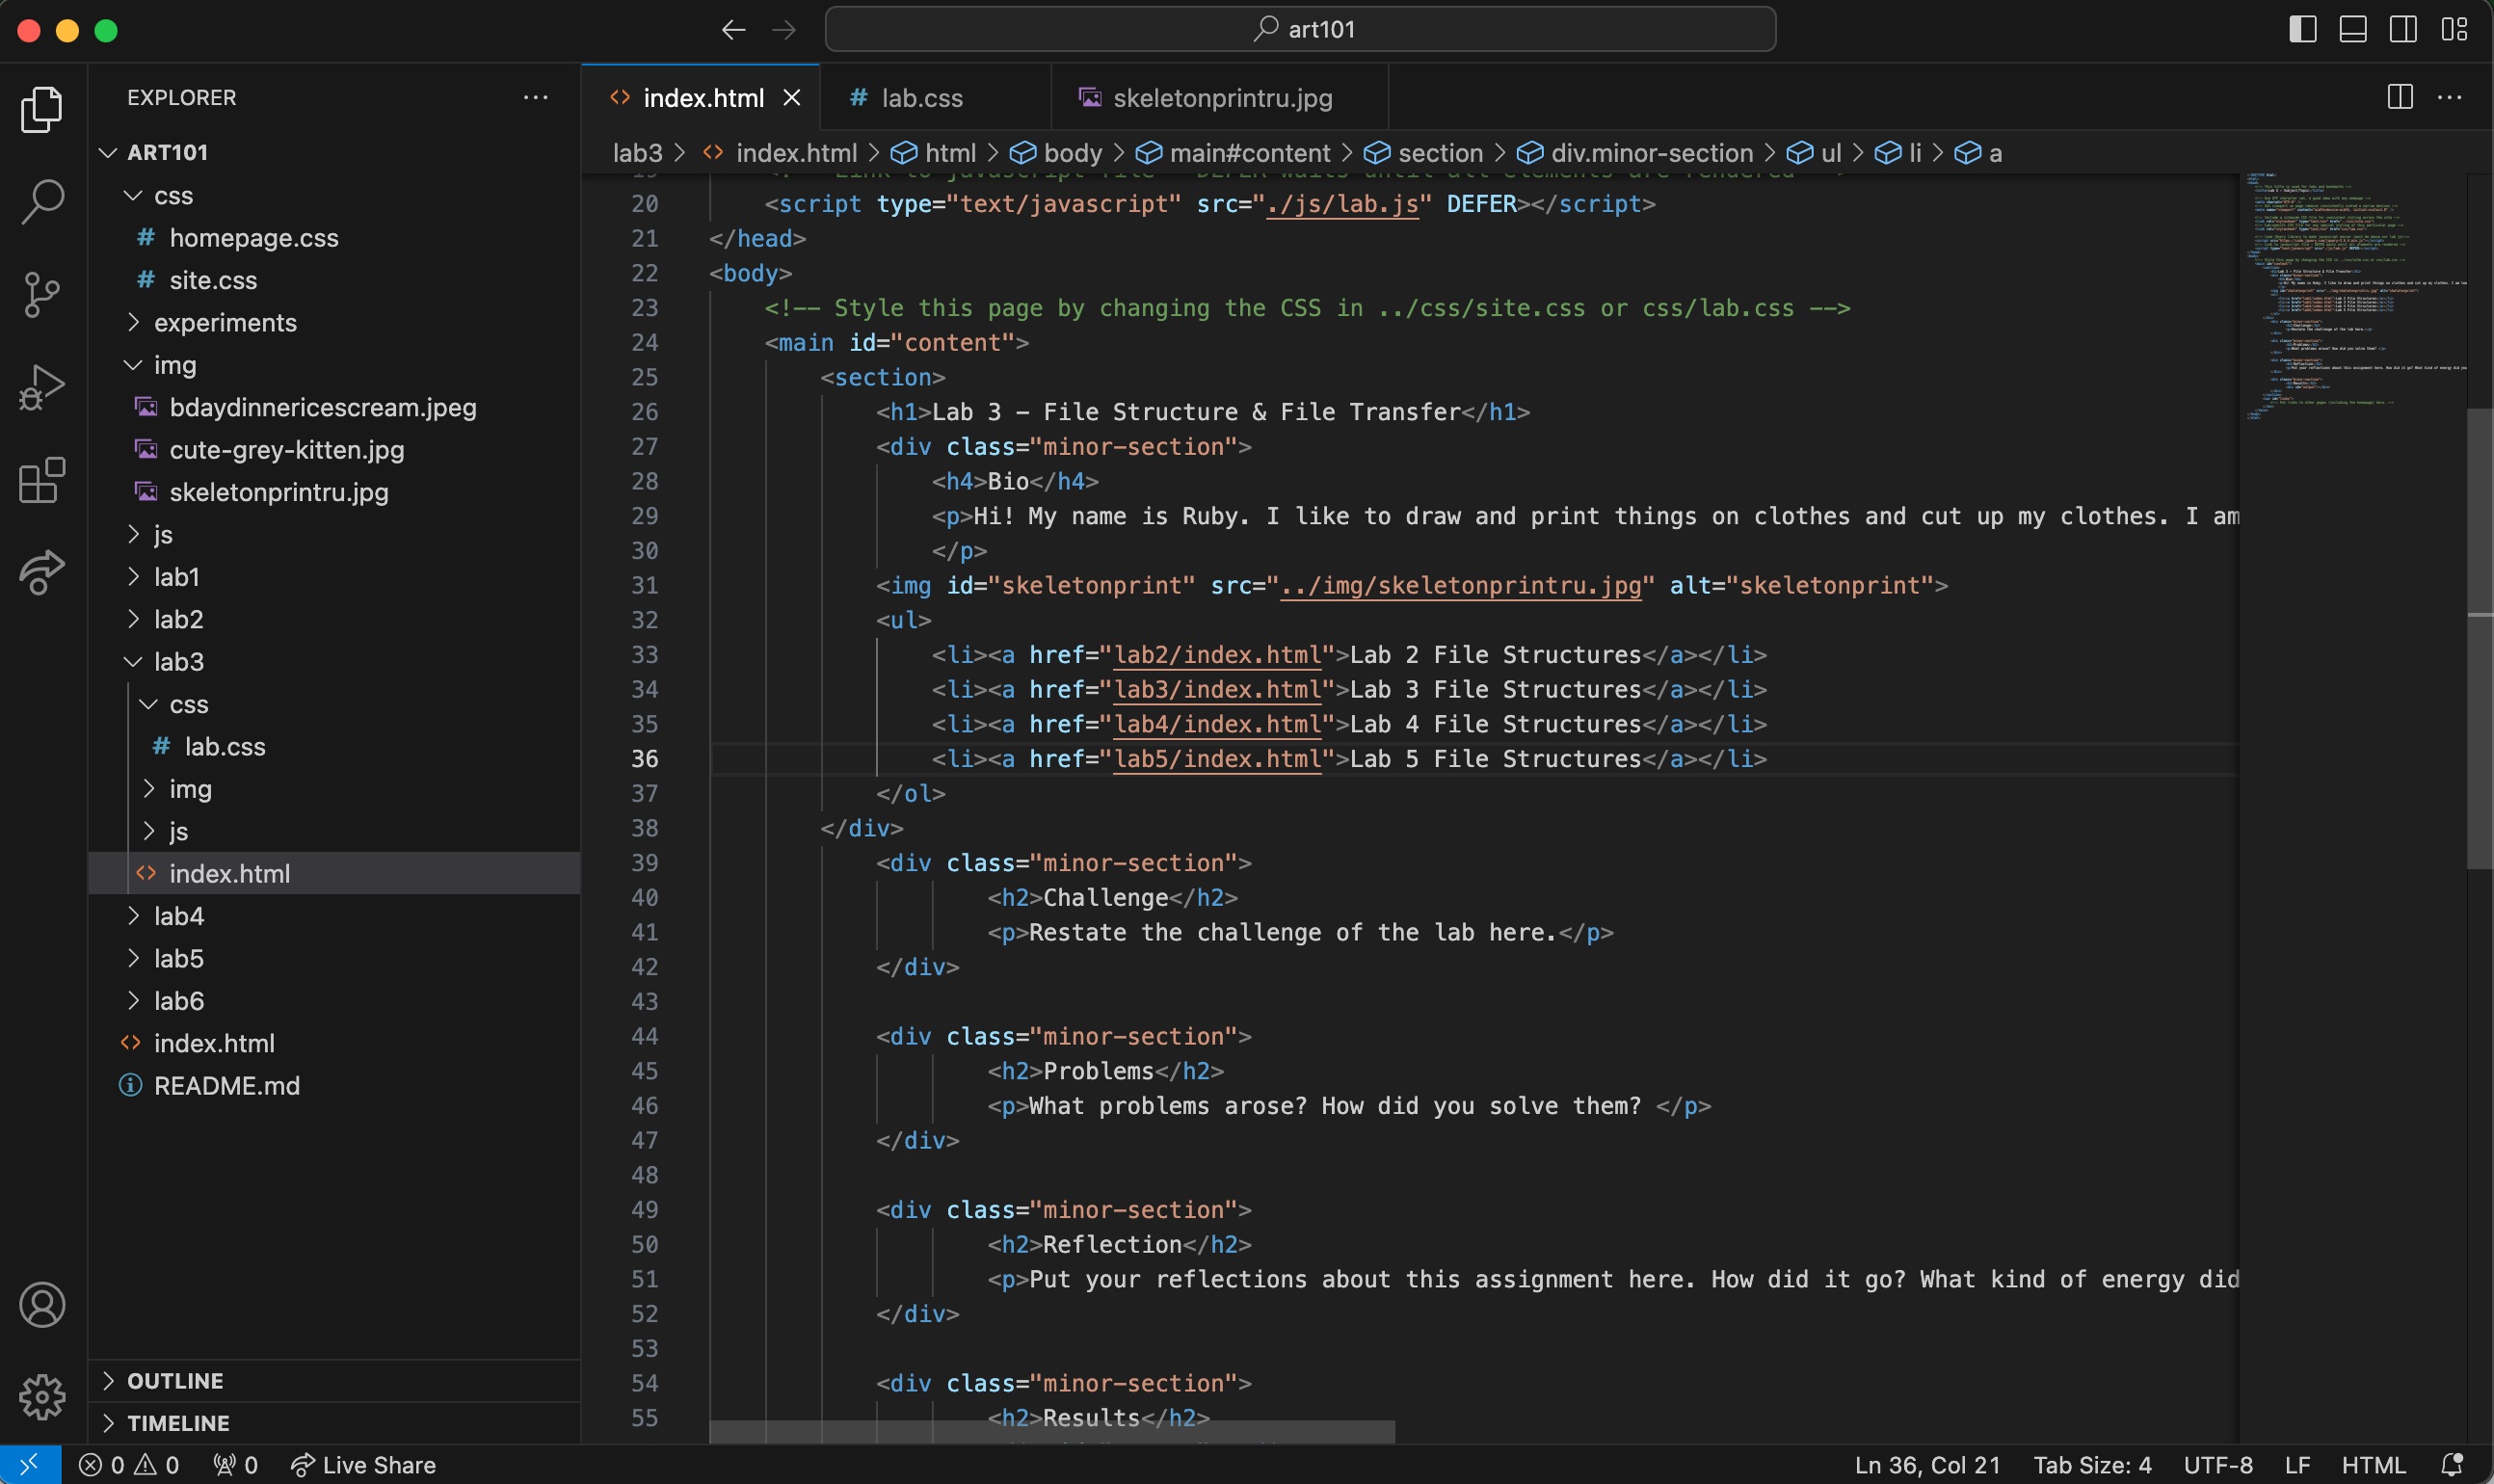 art101
EXPLORER
ART101
css
homepage.css
site.css
experiments
img
bdaydinnericescream.jpeg
cute-grey-kitten.jpg
skeletonprintru.jpg
js
lab1
lab2
lab3
css
lab.css
img
js
index.html
lab4
lab5
lab6
index.html
README.md
OUTLINE
TIMELINE
index.html
lab.css
skeletonprintru.jpg
lab3 > index.html > html > body > main#content > section > div.minor-section > ul > li > a
20 <script type="text/javascript" src="./js/lab.js" DEFER></script>
21 </head>
22 <body>
23 <!-- Style this page by changing the CSS in ../css/site.css or css/lab.css -->
24 <main id="content">
25 <section>
26 <h1>Lab 3 - File Structure & File Transfer</h1>
27 <div class="minor-section">
28 <h4>Bio</h4>
29 <p>Hi! My name is Ruby. I like to draw and print things on clothes and cut up my clothes. I am
30 </p>
31 <img id="skeletonprint" src="../img/skeletonprintru.jpg" alt="skeletonprint">
32 <ul>
33 <li><a href="lab2/index.html">Lab 2 File Structures</a></li>
34 <li><a href="lab3/index.html">Lab 3 File Structures</a></li>
35 <li><a href="lab4/index.html">Lab 4 File Structures</a></li>
36 <li><a href="lab5/index.html">Lab 5 File Structures</a></li>
37 </ol>
38 </div>
39 <div class="minor-section">
40 <h2>Challenge</h2>
41 <p>Restate the challenge of the lab here.</p>
42 </div>
43
44 <div class="minor-section">
45 <h2>Problems</h2>
46 <p>What problems arose? How did you solve them? </p>
47 </div>
48
49 <div class="minor-section">
50 <h2>Reflection</h2>
51 <p>Put your reflections about this assignment here. How did it go? What kind of energy did
52 </div>
53
54 <div class="minor-section">
55 <h2>Results</h2>
0 0 0 Live Share
Ln 36, Col 21 Tab Size: 4 UTF-8 LF HTML